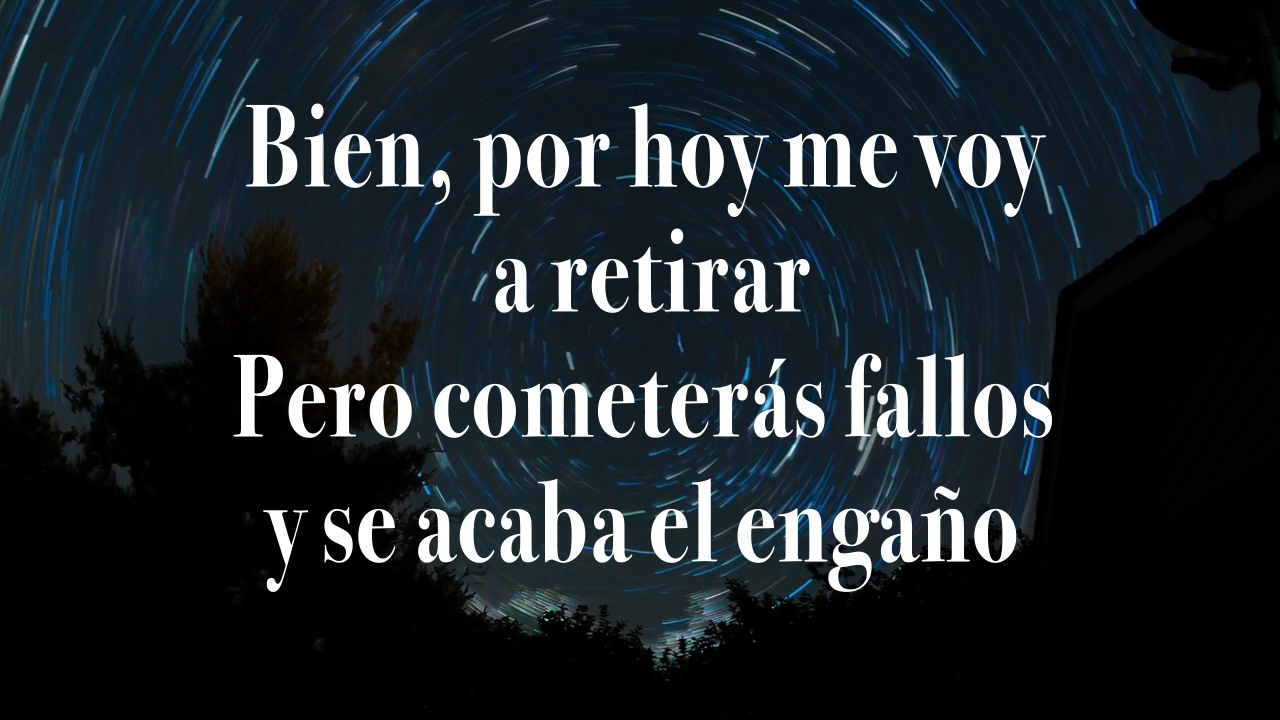 Bien, por hoy me voy
a retirar
Pero cometerás fallos
y se acaba el engaño